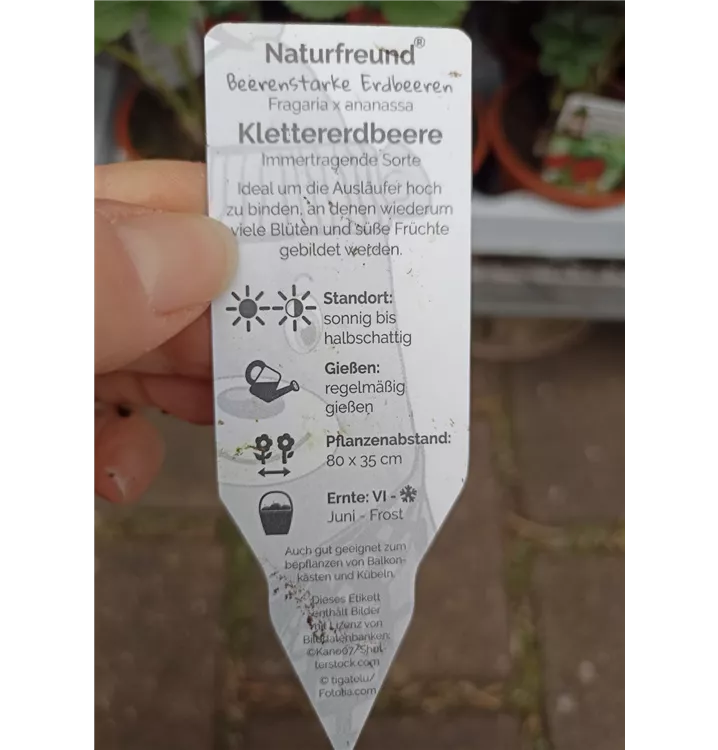 Naturfreund®
Beerenstarke Erdbeeren
Fragaria x ananassa
Klettererdbeere
Immertragende Sorte
Ideal um die Ausläufer hoch
zu binden, an denen wiederum
viele Blüten und süße Früchte
gebildet werden.
Standort:
sonnig bis
halbschattig
Gießen:
regelmäßig
gießen
Pflanzenabstand:
80 x 35 cm
Ernte: VI -
Juni - Frost
Auch gut geeignet zum
bepflanzen von Balkon-
kästen und Kübeln.
Dieses Etikett
enthält Bilder
mit Lizenz von
Bilddatenbanken:
©Kano07/Shut-
terstock.com
© tigatelu/
Fotolia.com